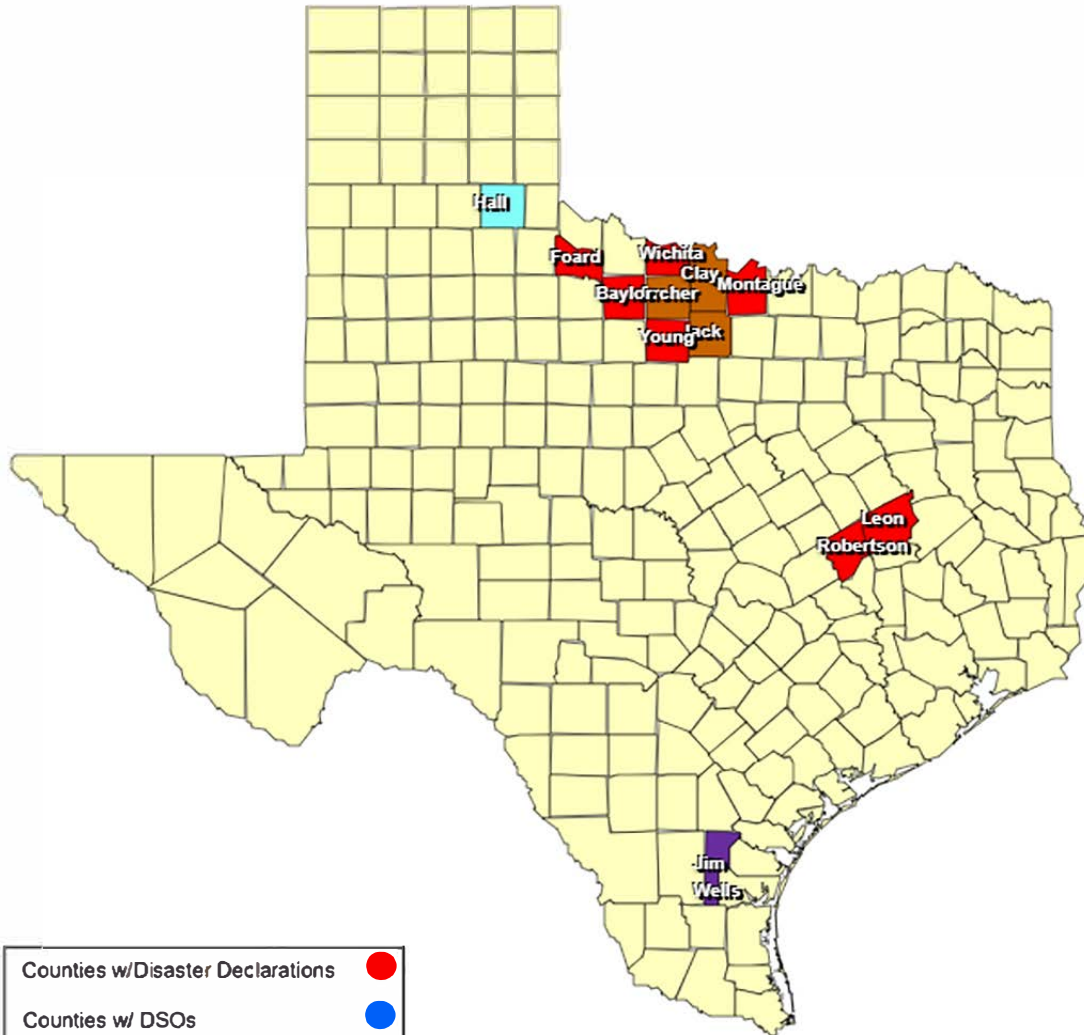 Hall
Foard
Wichita
Clay
Montague
Young
Leon
Robertson
Jim
Wells
Counties w/Disaster Declarations
Counties w/ DSOs